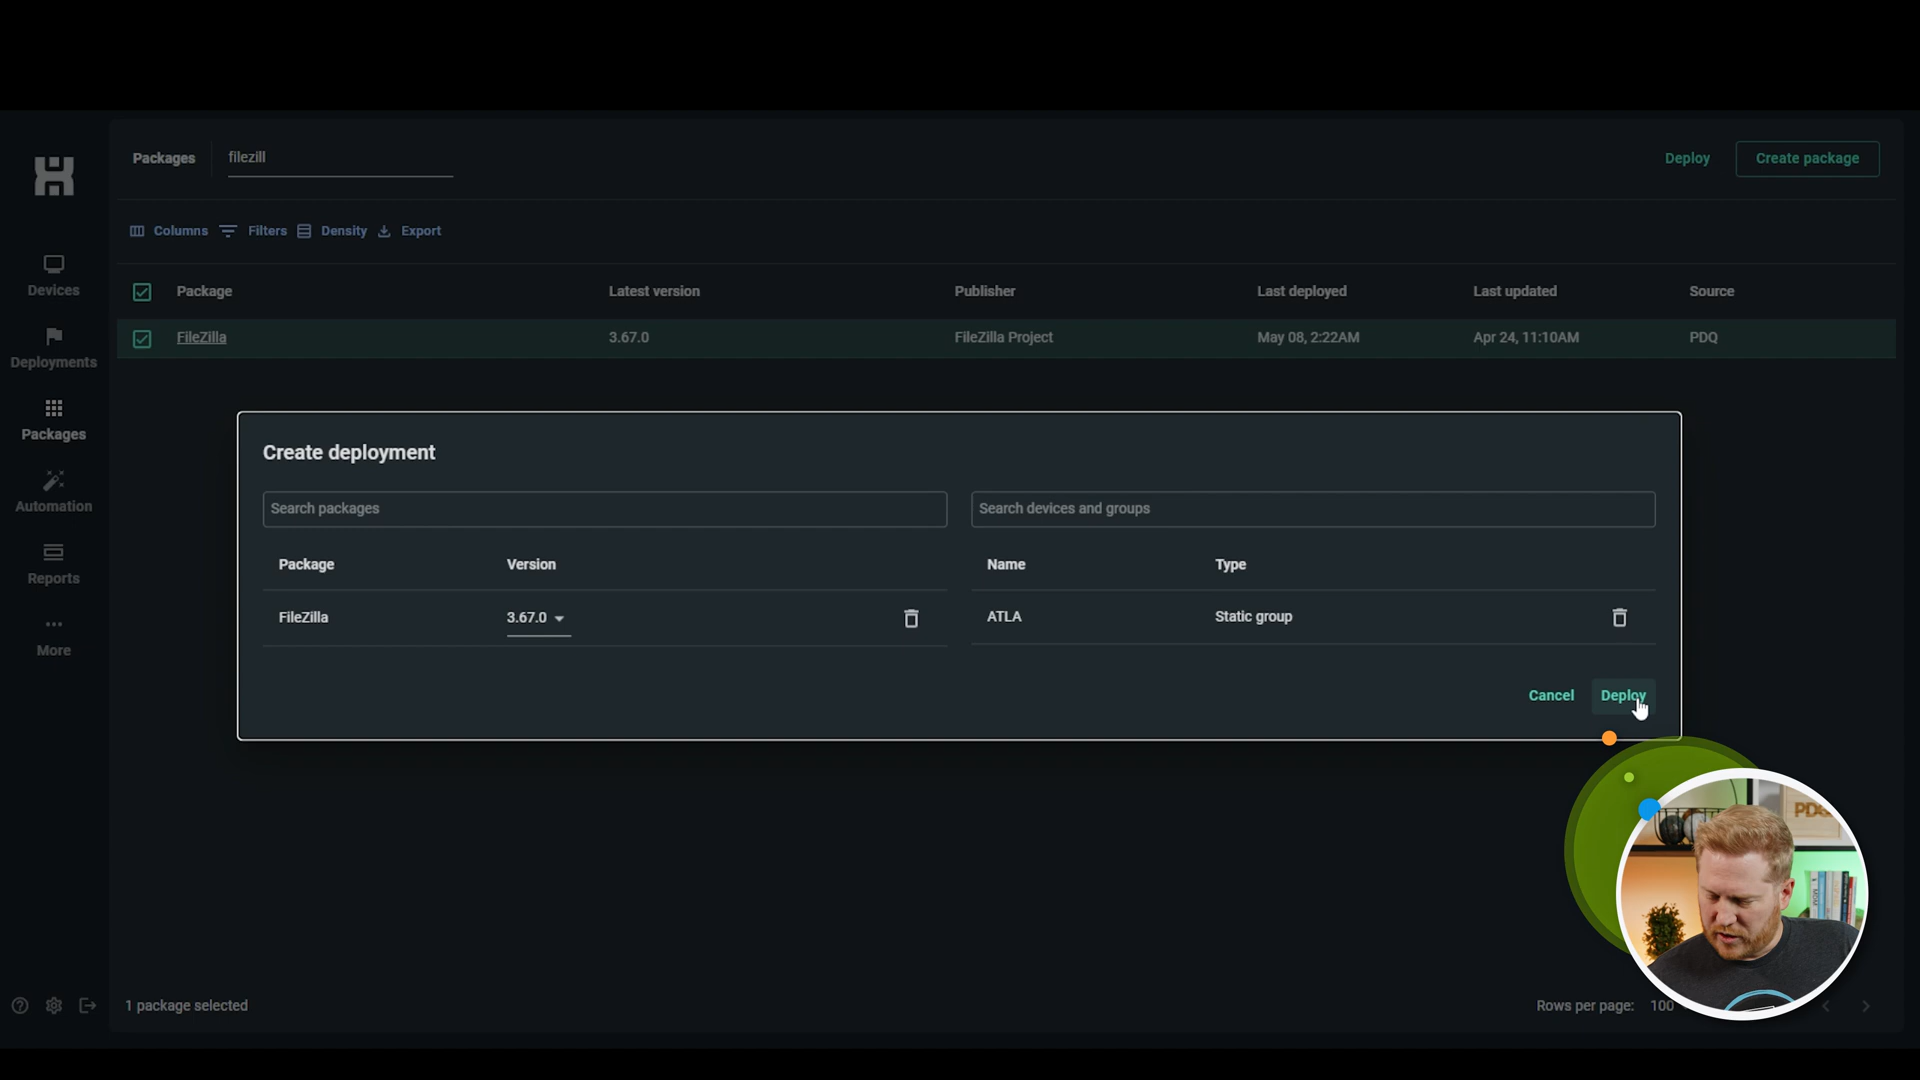 Packages filezill Deploy Create package
Columns Filters Density Export
Package Latest version Publisher Last deployed Last updated Source
FileZilla 3.67.0 FileZilla Project May 08, 2:22AM Apr 24, 11:10AM PDQ
Devices
Deployments
Packages
Automation
Reports
More
Create deployment
Search packages Search devices and groups
Package Version Name Type
FileZilla 3.67.0 ATLA Static group
Cancel Deploy
1 package selected Rows per page: 100